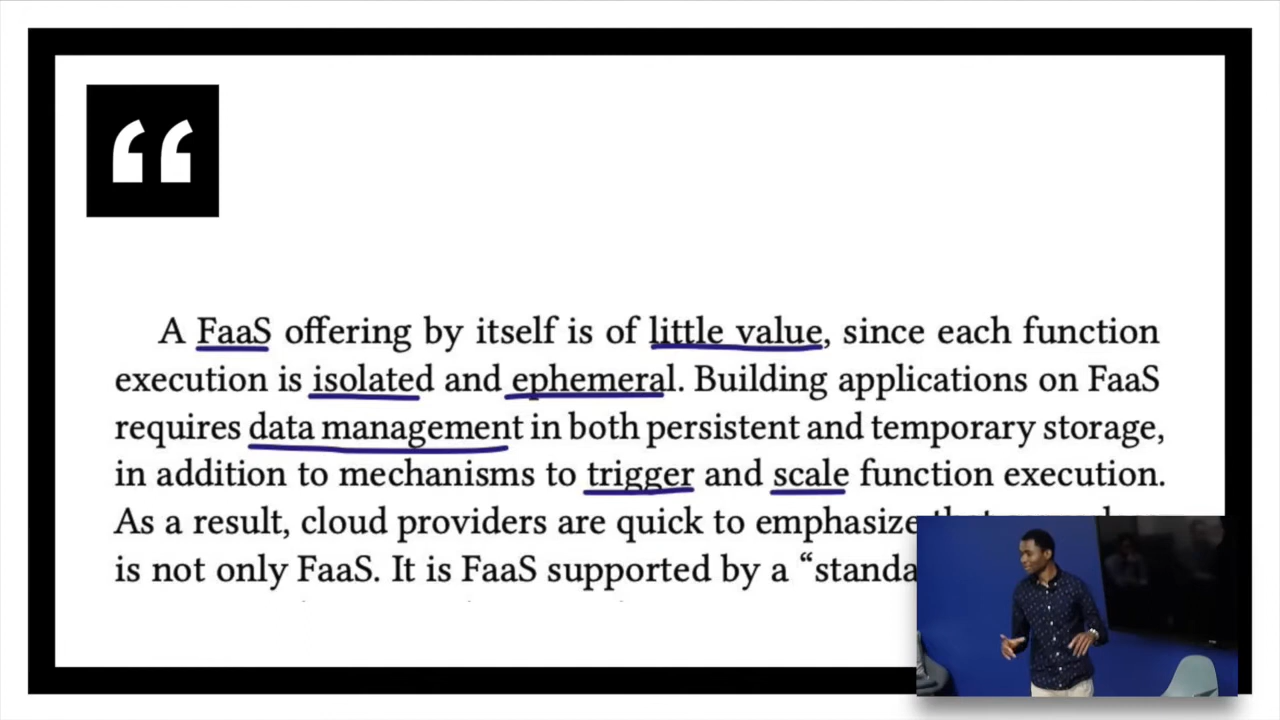 “
A FaaS offering by itself is of little value, since each function
execution is isolated and ephemeral. Building applications on FaaS
requires data management in both persistent and temporary storage,
in addition to mechanisms to trigger and scale function execution.
As a result, cloud providers are quick to emphasize that
is not only FaaS. It is FaaS supported by a “standa